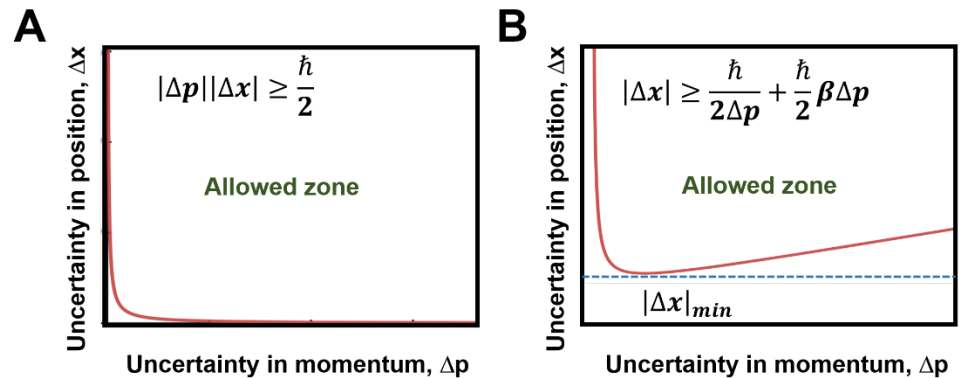 A
Uncertainty in position, Δx
|Δp||Δx| ≥ ℏ/2
Allowed zone
Uncertainty in momentum, Δp
B
Uncertainty in position, Δx
|Δx| ≥ ℏ/2Δp + ℏ/2 βΔp
Allowed zone
|Δx|min
Uncertainty in momentum, Δp